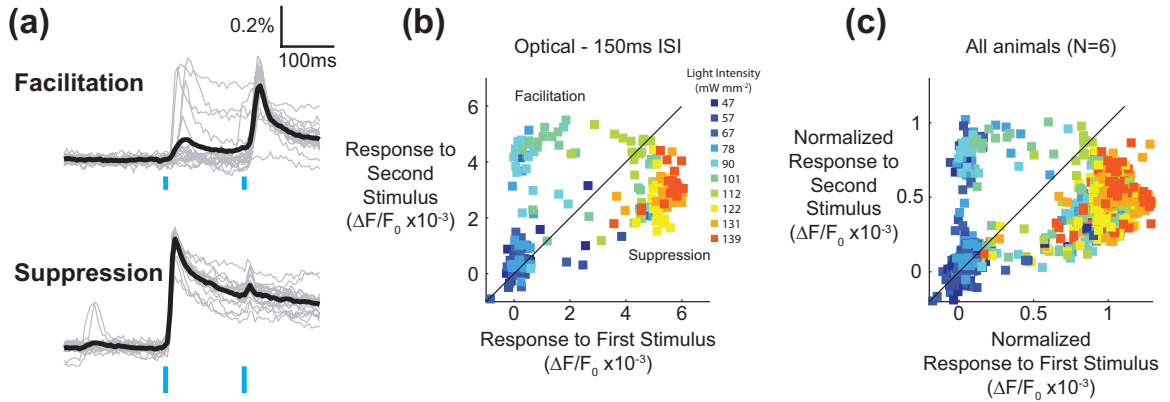 (a)
0.2%
100ms
Facilitation
Suppression
(b)
Optical - 150ms ISI
Response to
Second
Stimulus
(ΔF/F₀ x10⁻³)
6
4
2
0
Facilitation
Suppression
Light Intensity
(mW mm⁻²)
47
57
67
78
90
101
112
122
131
139
0 2 4 6
Response to First Stimulus
(ΔF/F₀ x10⁻³)
(c)
All animals (N=6)
Normalized
Response to
Second
Stimulus
(ΔF/F₀ x10⁻³)
1
0.5
0
0 0.5 1
Normalized
Response to First Stimulus
(ΔF/F₀ x10⁻³)